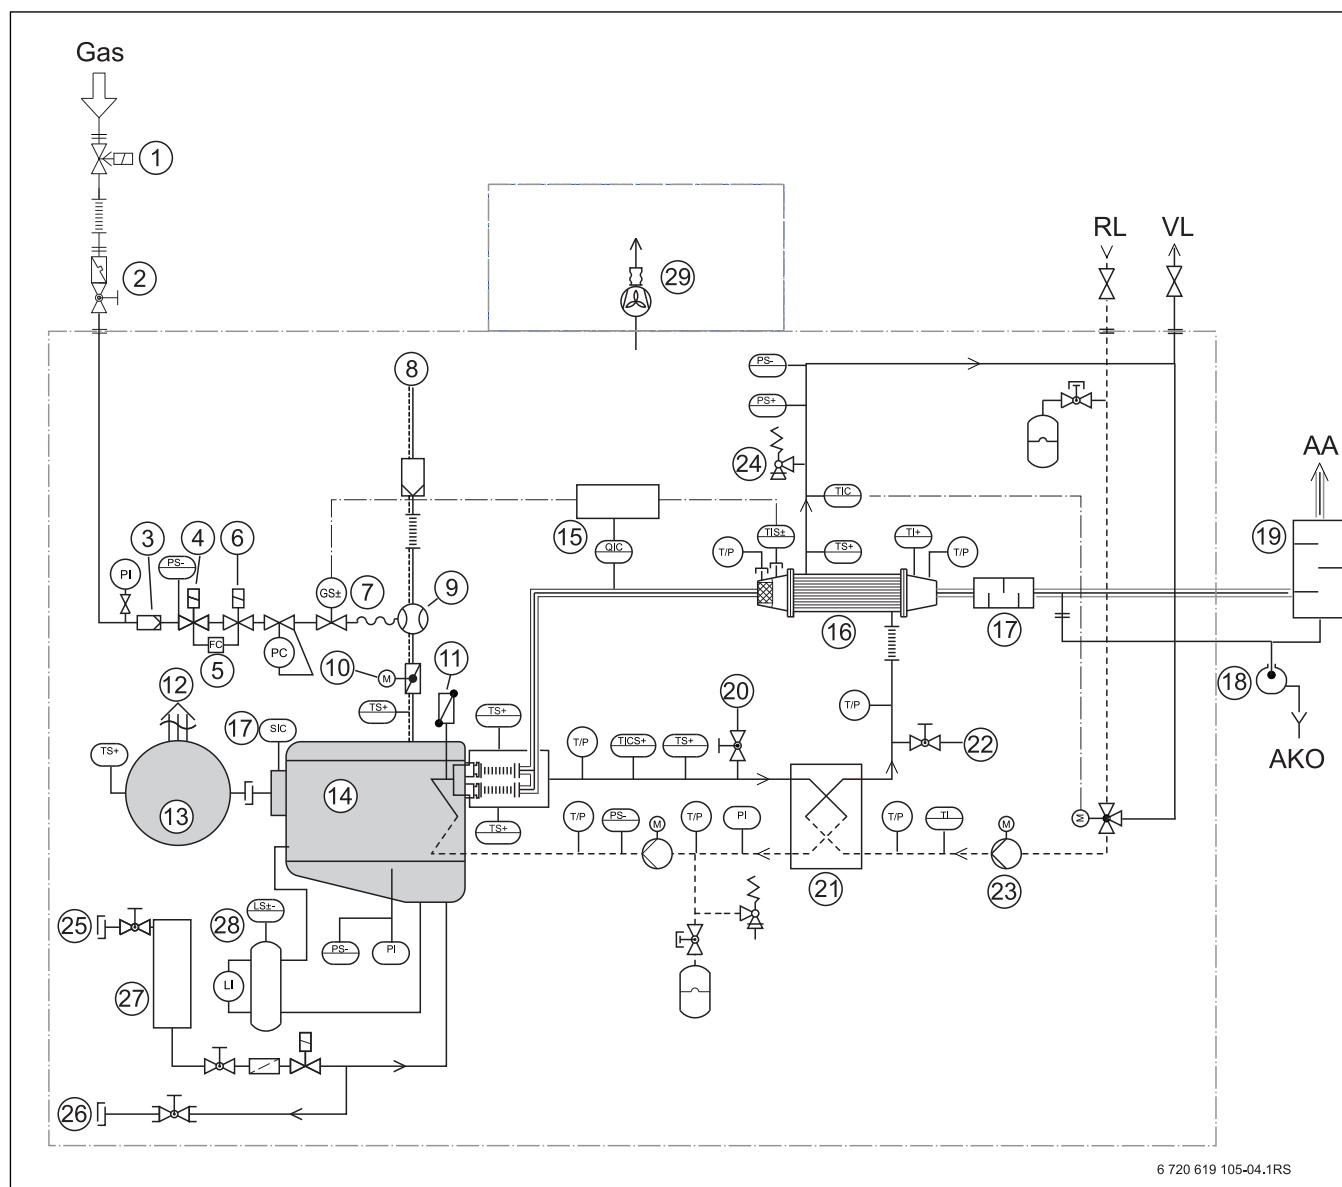 Gas
1
2
29
RL
VL
8
PS-
PS+
24
AA
TIC
19
15
TIS±
QIC
T/P
TS+
TI+
T/P
3
4
6
PS-
PI
GS±
7
9
FC
5
PC
16
17
10
M
11
18
12
TS+
17
SIC
TS+
TS+
20
T/P
22
AKO
T/P
TICS+
TS+
14
13
TS+
T/P
PS-
M
T/P
PI
21
T/P
TI
M
23
M
25
28
LS±-
PS-
PI
LI
27
26
6 720 619 105-04.1RS